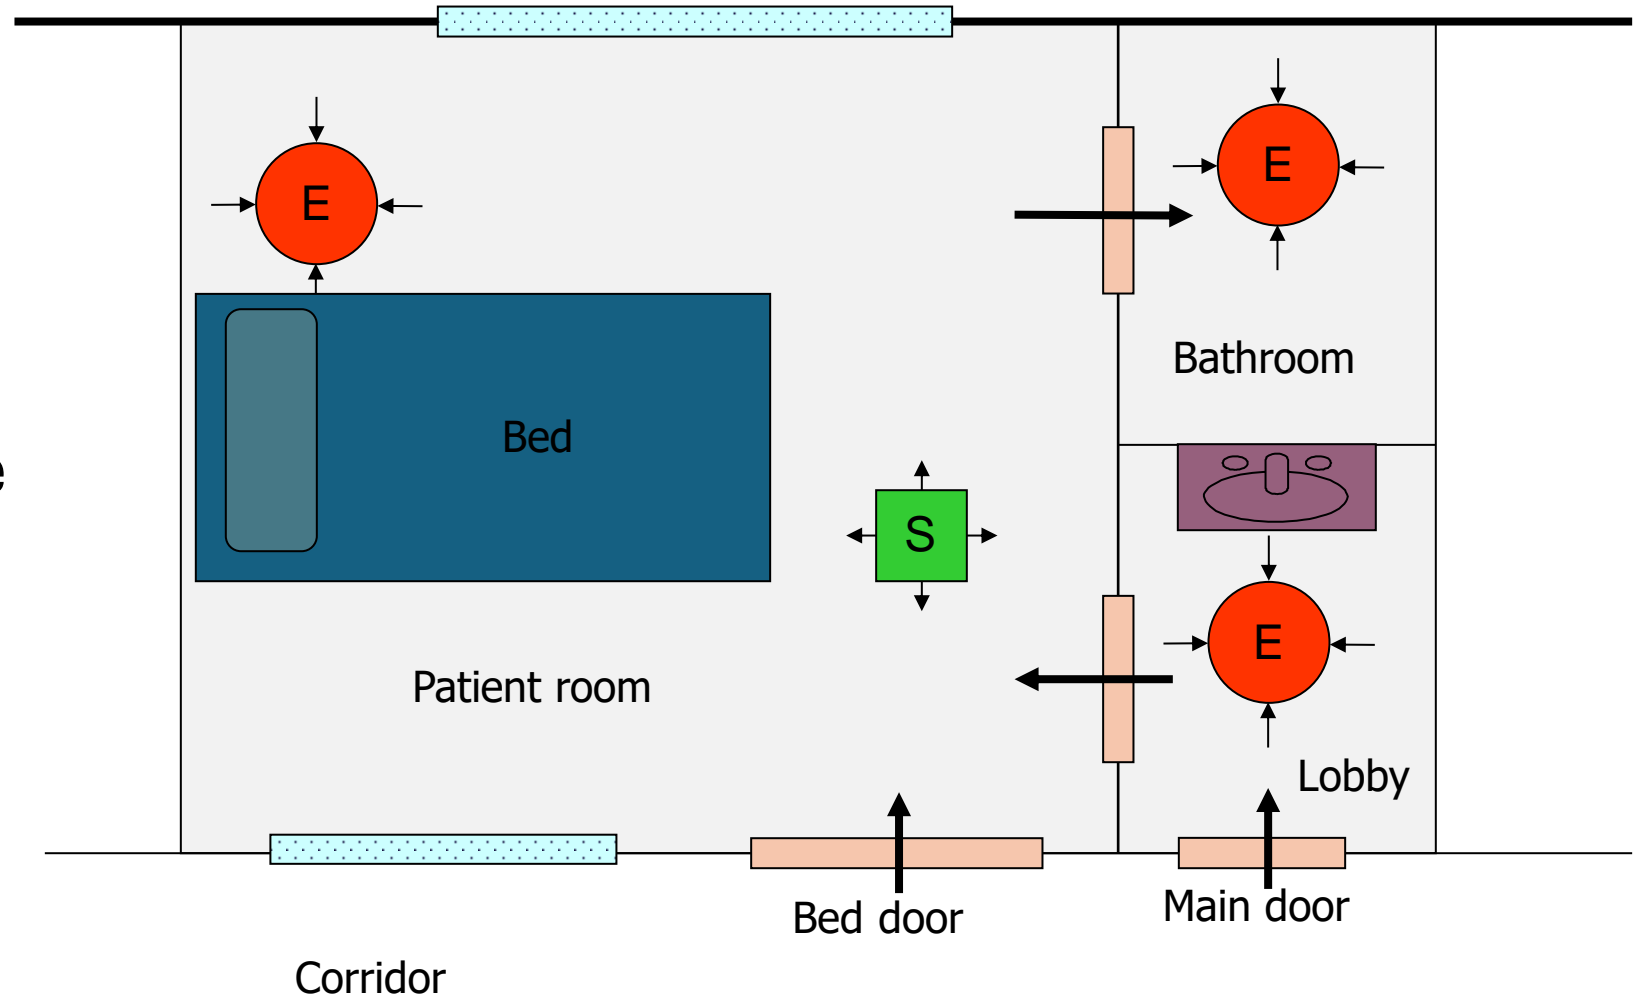 E
E
Bathroom
Bed
e
S
E
Patient room
Lobby
Bed door
Main door
Corridor